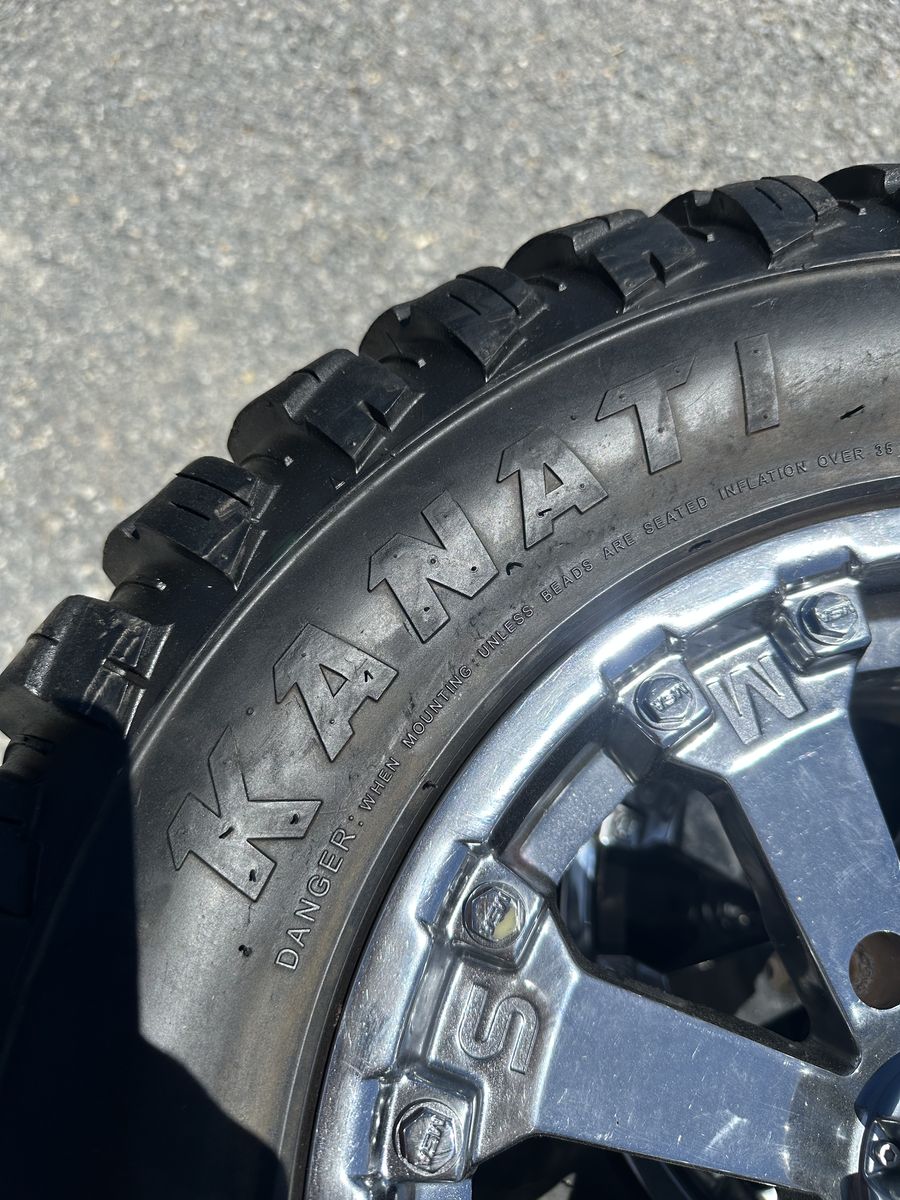 KANATI
DANGER: WHEN MOUNTING UNLESS BEADS ARE SEATED INFLATION OVER 35
M
S